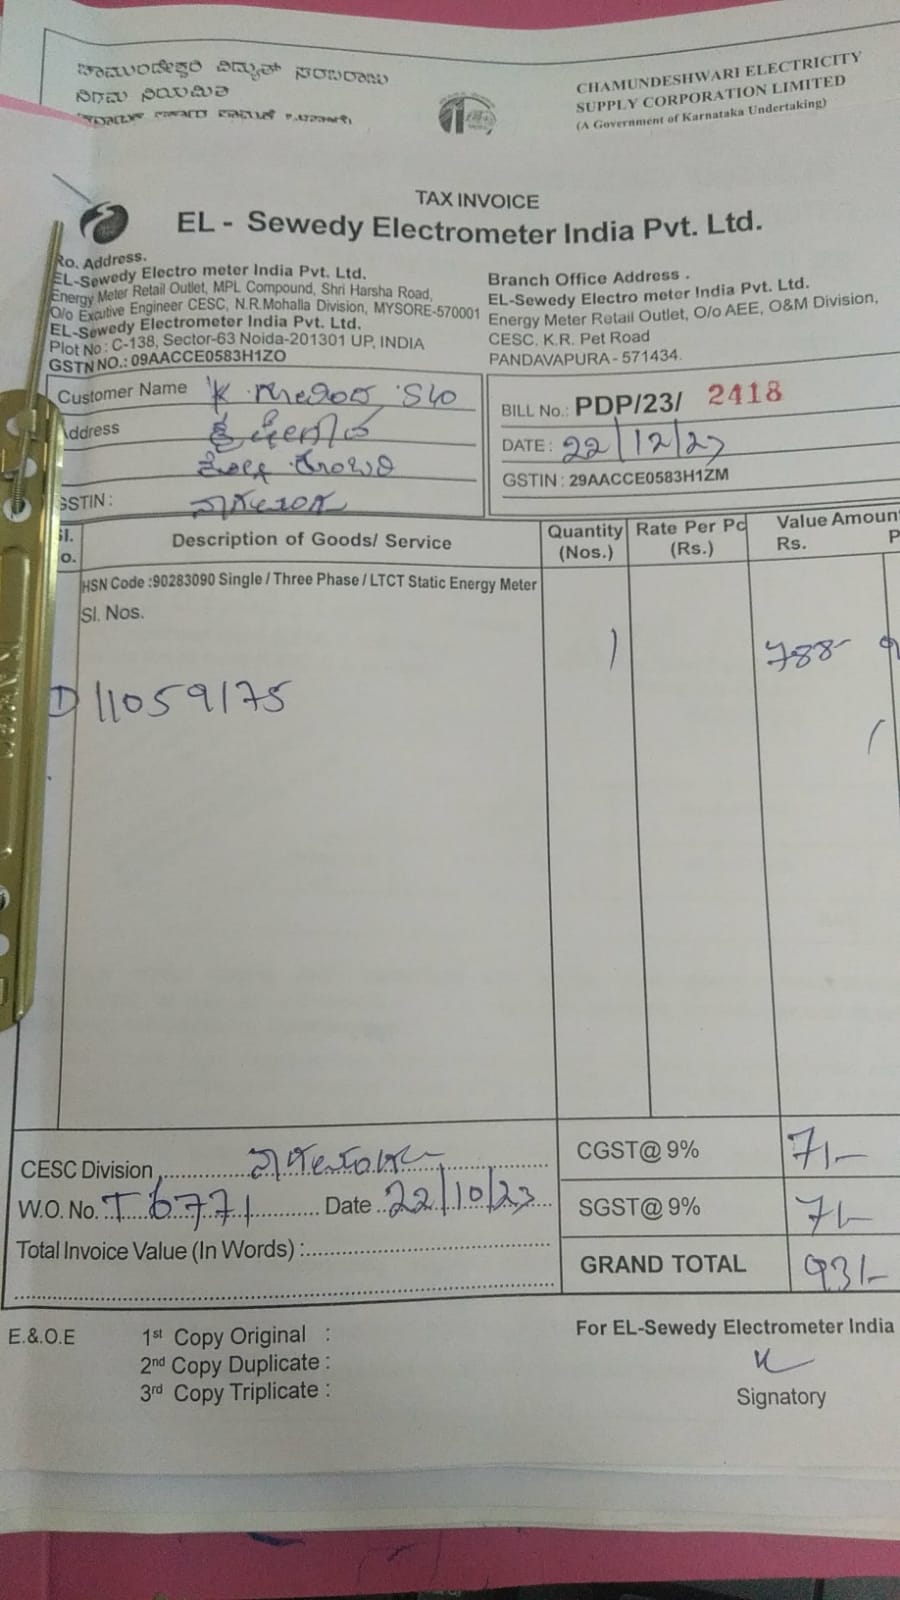 ಚಾಮುಂಡೇಶ್ವರಿ ವಿದ್ಯುತ್ ಸರಬರಾಜು
ನಿಗಮ ನಿಯಮಿತ
CHAMUNDESHWARI ELECTRICITY
SUPPLY CORPORATION LIMITED
(A Government of Karnataka Undertaking)
TAX INVOICE
EL - Sewedy Electrometer India Pvt. Ltd.
Ro. Address.
EL-Sewedy Electro meter India Pvt. Ltd.
Energy Meter Retail Outlet, MPL Compound, Shri Harsha Road,
O/o Excutive Engineer CESC, N.R.Mohalla Division, MYSORE-570001
EL-Sewedy Electrometer India Pvt. Ltd.
Plot No : C-138, Sector-63 Noida-201301 UP, INDIA
GSTN NO.: 09AACCE0583H1ZO
Branch Office Address .
EL-Sewedy Electro meter India Pvt. Ltd.
Energy Meter Retail Outlet, O/o AEE, O&M Division,
CESC, K.R. Pet Road
PANDAVAPURA - 571434.
Customer Name K S/o
Address
GSTIN :
BILL No.: PDP/23/ 2418
DATE : 22/12/23
GSTIN : 29AACCE0583H1ZM
Sl. No. Description of Goods/ Service Quantity (Nos.) Rate Per Pc (Rs.) Value Amount Rs. P
HSN Code :90283090 Single / Three Phase / LTCT Static Energy Meter
Sl. Nos.
1 788-
11059175
CESC Division
CGST@ 9% 71-
W.O. No. T 6771 Date 22/10/23
SGST@ 9% 71-
Total Invoice Value (In Words) :
GRAND TOTAL 931-
E.&.O.E
1st Copy Original :
2nd Copy Duplicate :
3rd Copy Triplicate :
For EL-Sewedy Electrometer India
Signatory